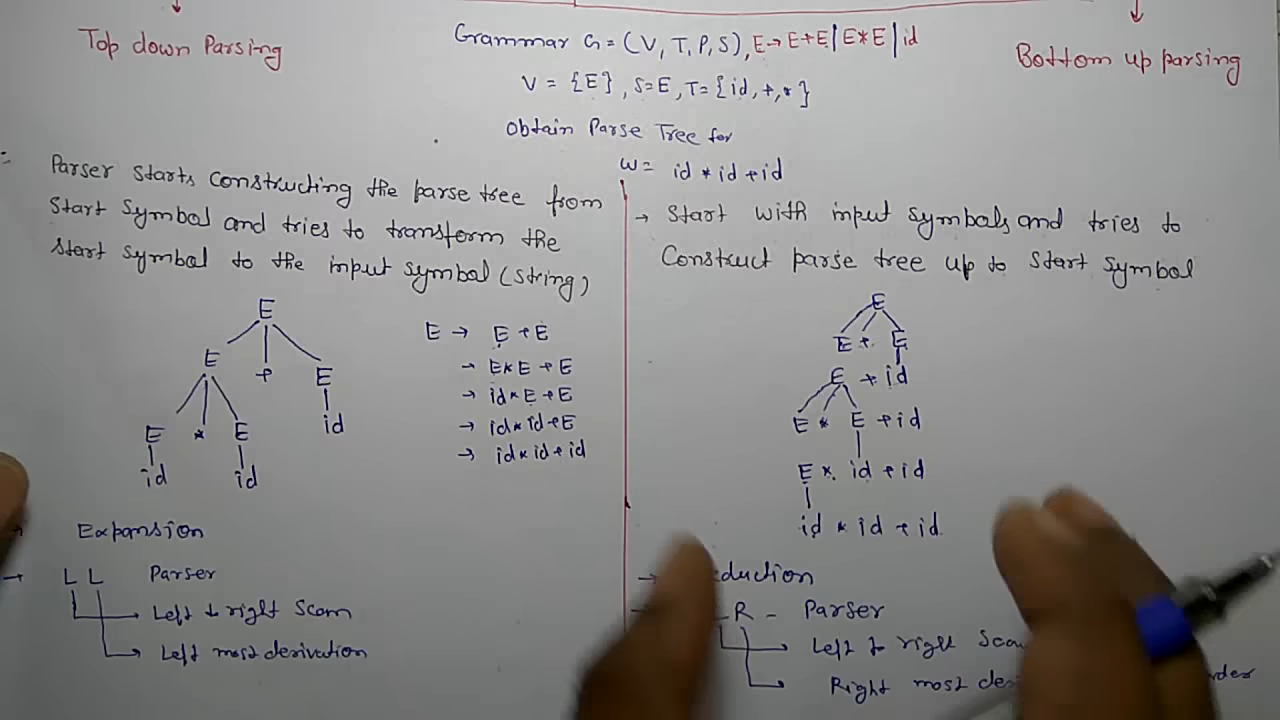 Top down Parsing
Grammar G = (V, T, P, S), E → E+E | E*E | id
Bottom up parsing
V = {E}, S=E, T= {id, +, *}
Obtain Parse Tree for
w= id * id + id
Parser starts constructing the parse tree from
Start Symbol and tries to transform the
Start Symbol to the input symbol (string)
E
E + E
E * E id
id id
E → E + E
→ E*E + E
→ id*E + E
→ id*id+E
→ id*id+id
→ Expansion
→ LL Parser
→ Left to right Scan
→ Left most derivation
→ Start with input symbols and tries to
Construct parse tree up to start symbol
E
E + E
E + id
E * E + id
E * id + id
id * id + id
→ eduction
LR - Parser
→ Left to right Sca
→ Right most de